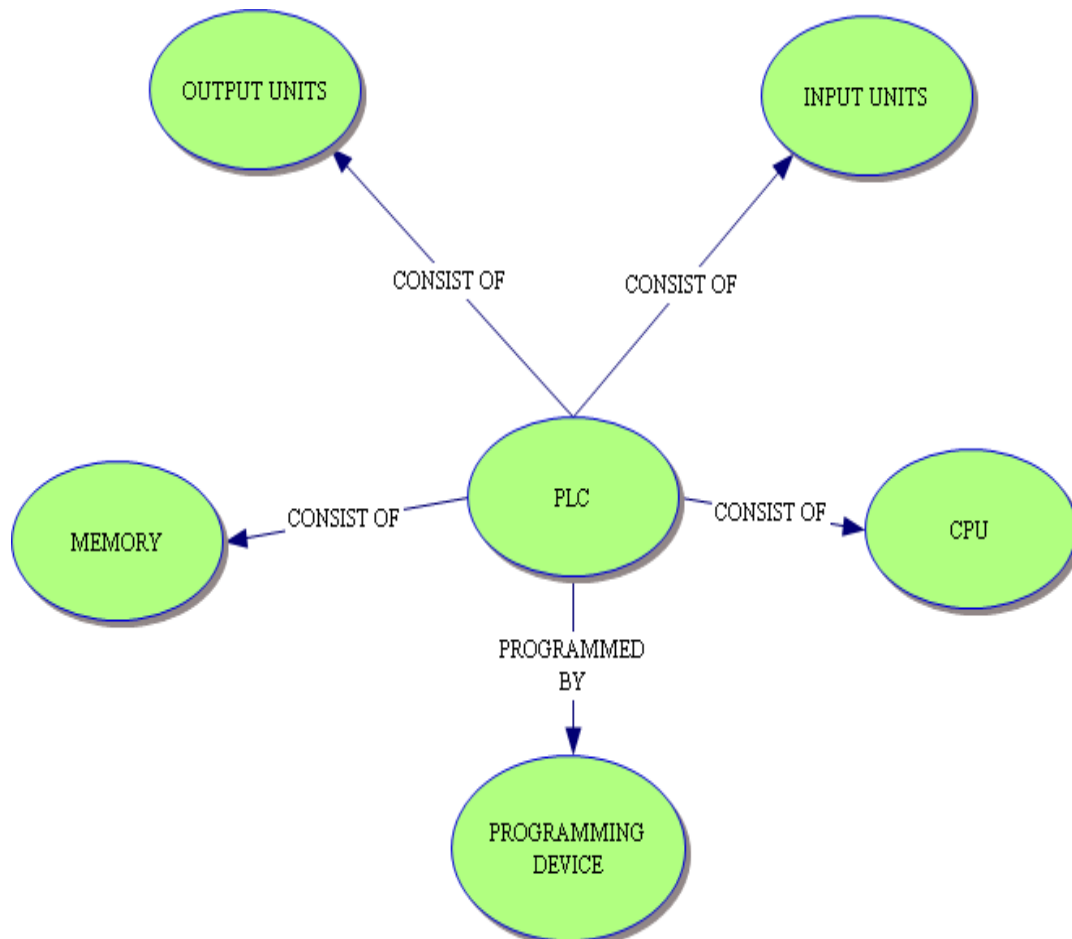 OUTPUT UNITS
INPUT UNITS
CONSIST OF
CONSIST OF
PLC
MEMORY
CONSIST OF
CONSIST OF
CPU
PROGRAMMED
BY
PROGRAMMING
DEVICE